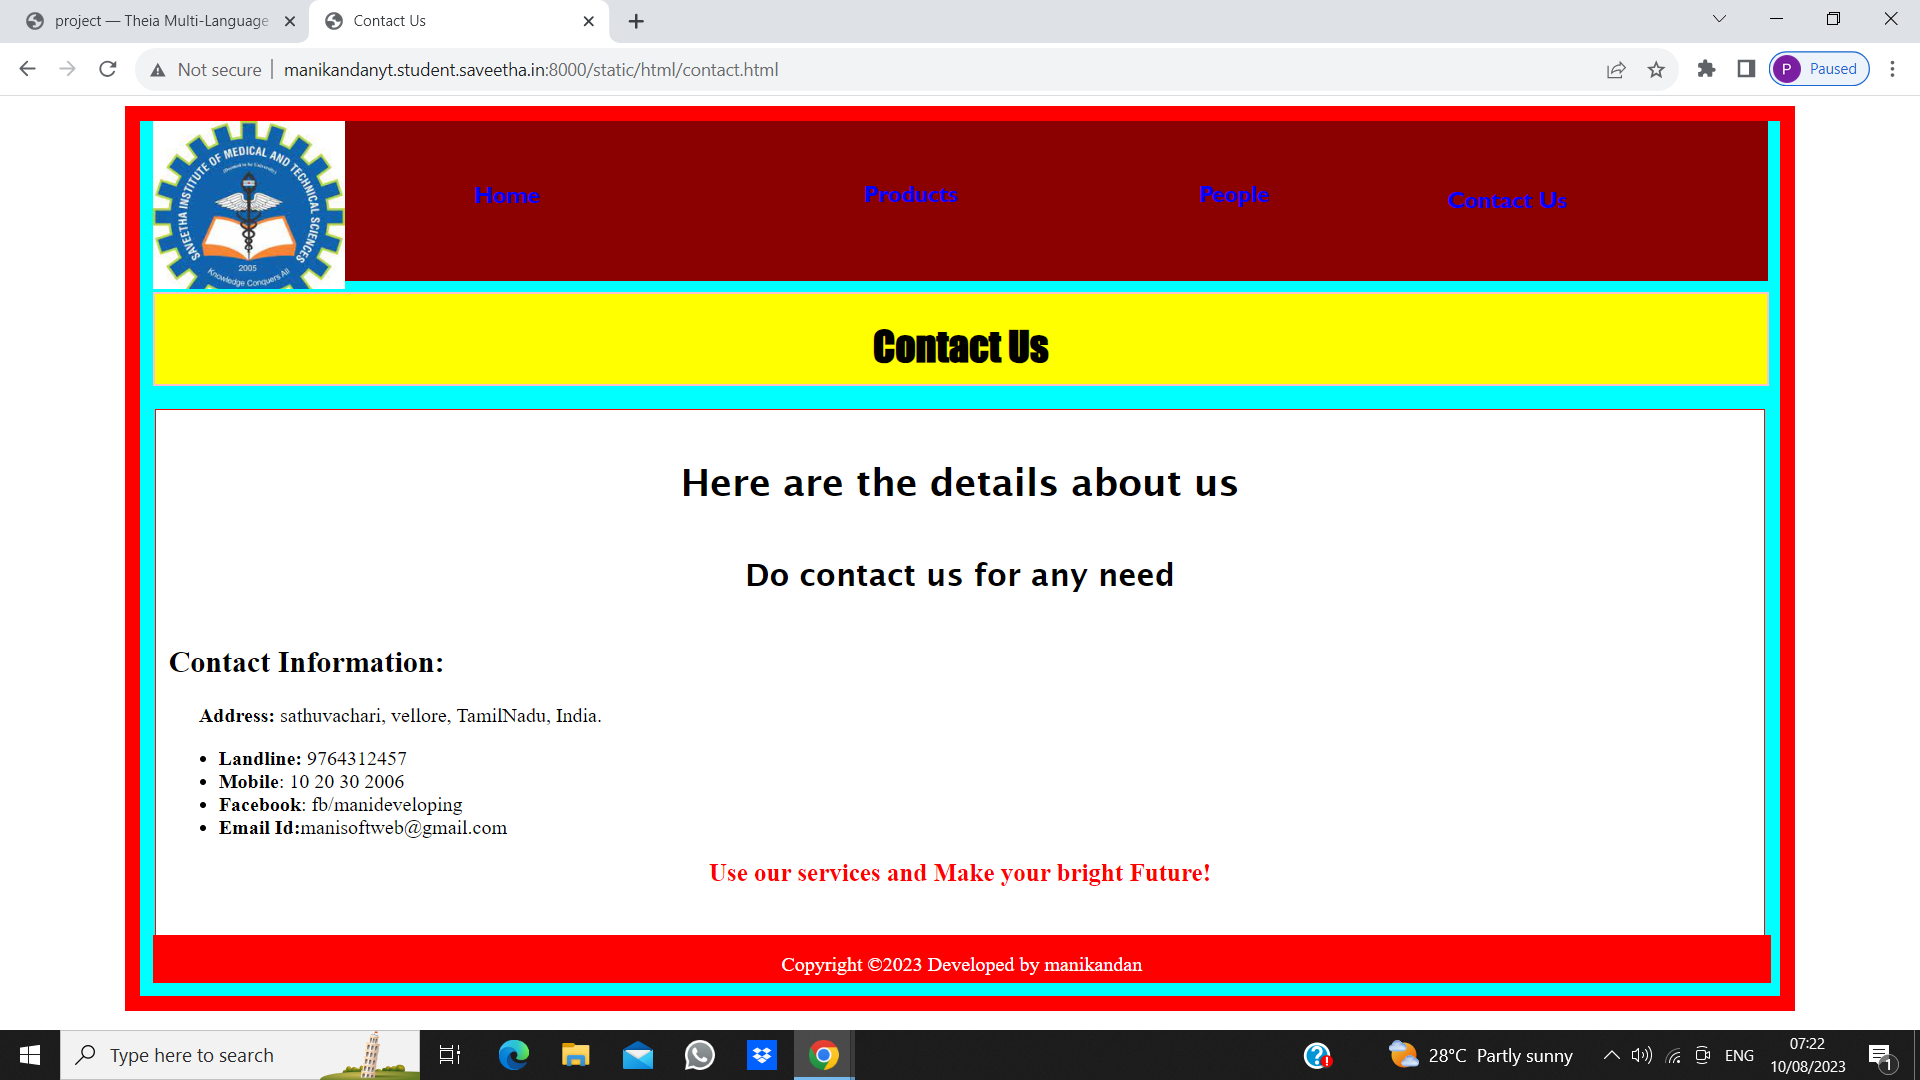 project — Theia Multi-Language
Contact Us
Not secure
manikandanyt.student.saveetha.in:8000/static/html/contact.html
P
Paused
SAVEETHA INSTITUTE OF MEDICAL AND TECHNICAL SCIENCES
2005
Knowledge Conquers All
Home
Products
People
Contact Us
Contact Us
Here are the details about us
Do contact us for any need
Contact Information:
Address: sathuvachari, vellore, TamilNadu, India.
• Landline: 9764312457
• Mobile: 10 20 30 2006
• Facebook: fb/manideveloping
• Email Id:manisoftweb@gmail.com
Use our services and Make your bright Future!
Copyright ©2023 Developed by manikandan
Type here to search
28°C Partly sunny
ENG
07:22
10/08/2023
1